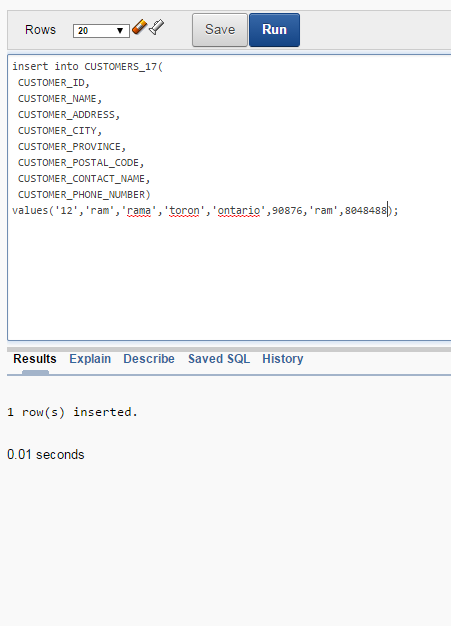 Rows 20 Save Run
insert into CUSTOMERS_17(
CUSTOMER_ID,
CUSTOMER_NAME,
CUSTOMER_ADDRESS,
CUSTOMER_CITY,
CUSTOMER_PROVINCE,
CUSTOMER_POSTAL_CODE,
CUSTOMER_CONTACT_NAME,
CUSTOMER_PHONE_NUMBER)
values('12','ram','rama','toron','ontario',90876,'ram',8048488);
Results Explain Describe Saved SQL History
1 row(s) inserted.
0.01 seconds